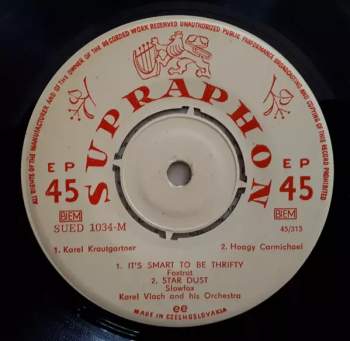 ALL RIGHTS OF THE MANUFACTURER AND OF THE OWNER OF THE RECORDED WORK RESERVED UNAUTHORIZED PUBLIC PERFORMANCE BROADCASTING AND COPYING OF THIS RECORD PROHIBITED
SUPRAPHON
EP EP
45 45
BIEM BIEM
SUED 1034-M 45/315
1. Karel Krautgartner 2. Hoagy Carmichael
1. IT'S SMART TO BE THRIFTY
Foxtrot
2. STAR DUST
Slowfox
Karel Vlach and his Orchestra
ee
MADE IN CZECHOSLOVAKIA